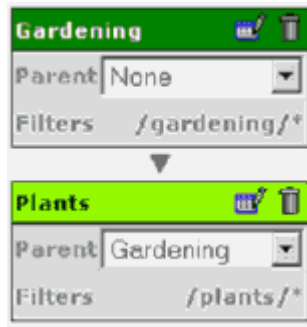 Gardening
Parent None
Filters /gardening/*
Plants
Parent Gardening
Filters /plants/*